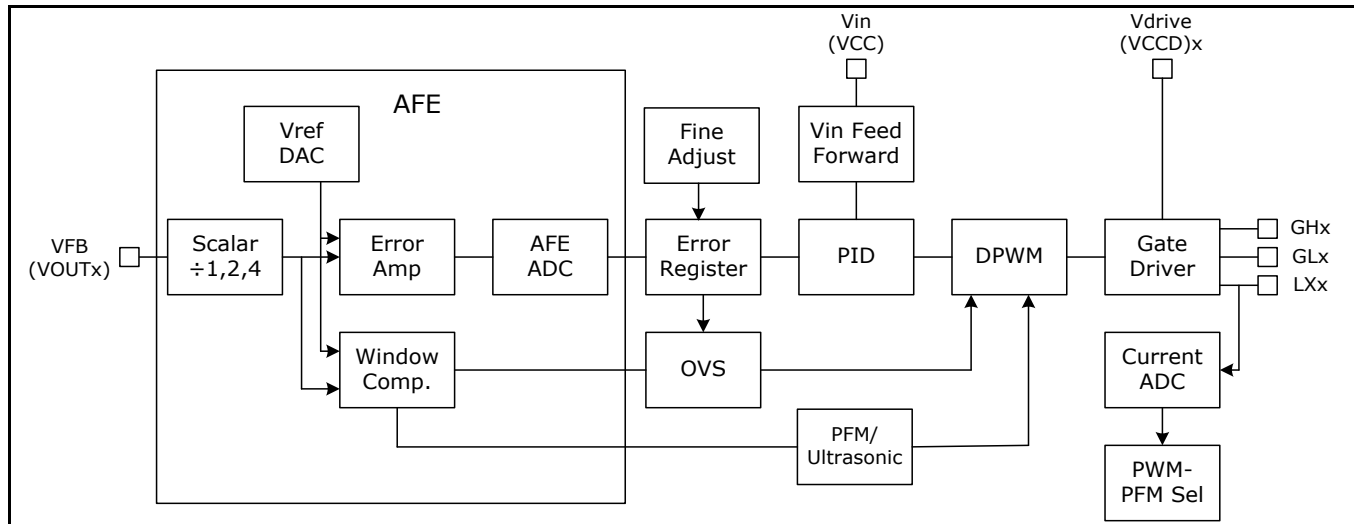 Vin
(VCC)
Vdrive
(VCCD)x
AFE
Vref
DAC
Fine
Adjust
Vin Feed
Forward
VFB
(VOUTx)
Scalar
÷1,2,4
Error
Amp
AFE
ADC
Error
Register
PID
DPWM
Gate
Driver
GHx
GLx
LXx
Window
Comp.
OVS
Current
ADC
PFM/
Ultrasonic
PWM-
PFM Sel